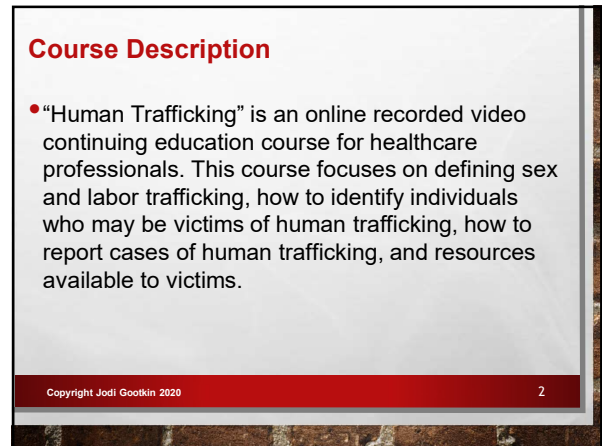 Course Description
•“Human Trafficking” is an online recorded video
continuing education course for healthcare
professionals. This course focuses on defining sex
and labor trafficking, how to identify individuals
who may be victims of human trafficking, how to
report cases of human trafficking, and resources
available to victims.
Copyright Jodi Gootkin 2020 2